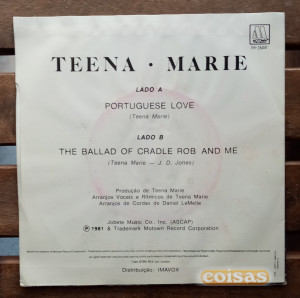 TEENA • MARIE
LADO A
PORTUGUESE LOVE
(Teena Marie)
LADO B
THE BALLAD OF CRADLE ROB AND ME
(Teena Marie — J. D. Jones)
Produção de Teena Marie
Arranjos Vocais e Rítmicos de Teena Marie
Arranjos de Cordas de Daniel LeMelle
Jobete Music Co., Inc. (ASCAP)
Ⓟ 1981 & Trademark Motown Record Corporation
Distribuição: IMAVOX
coisas